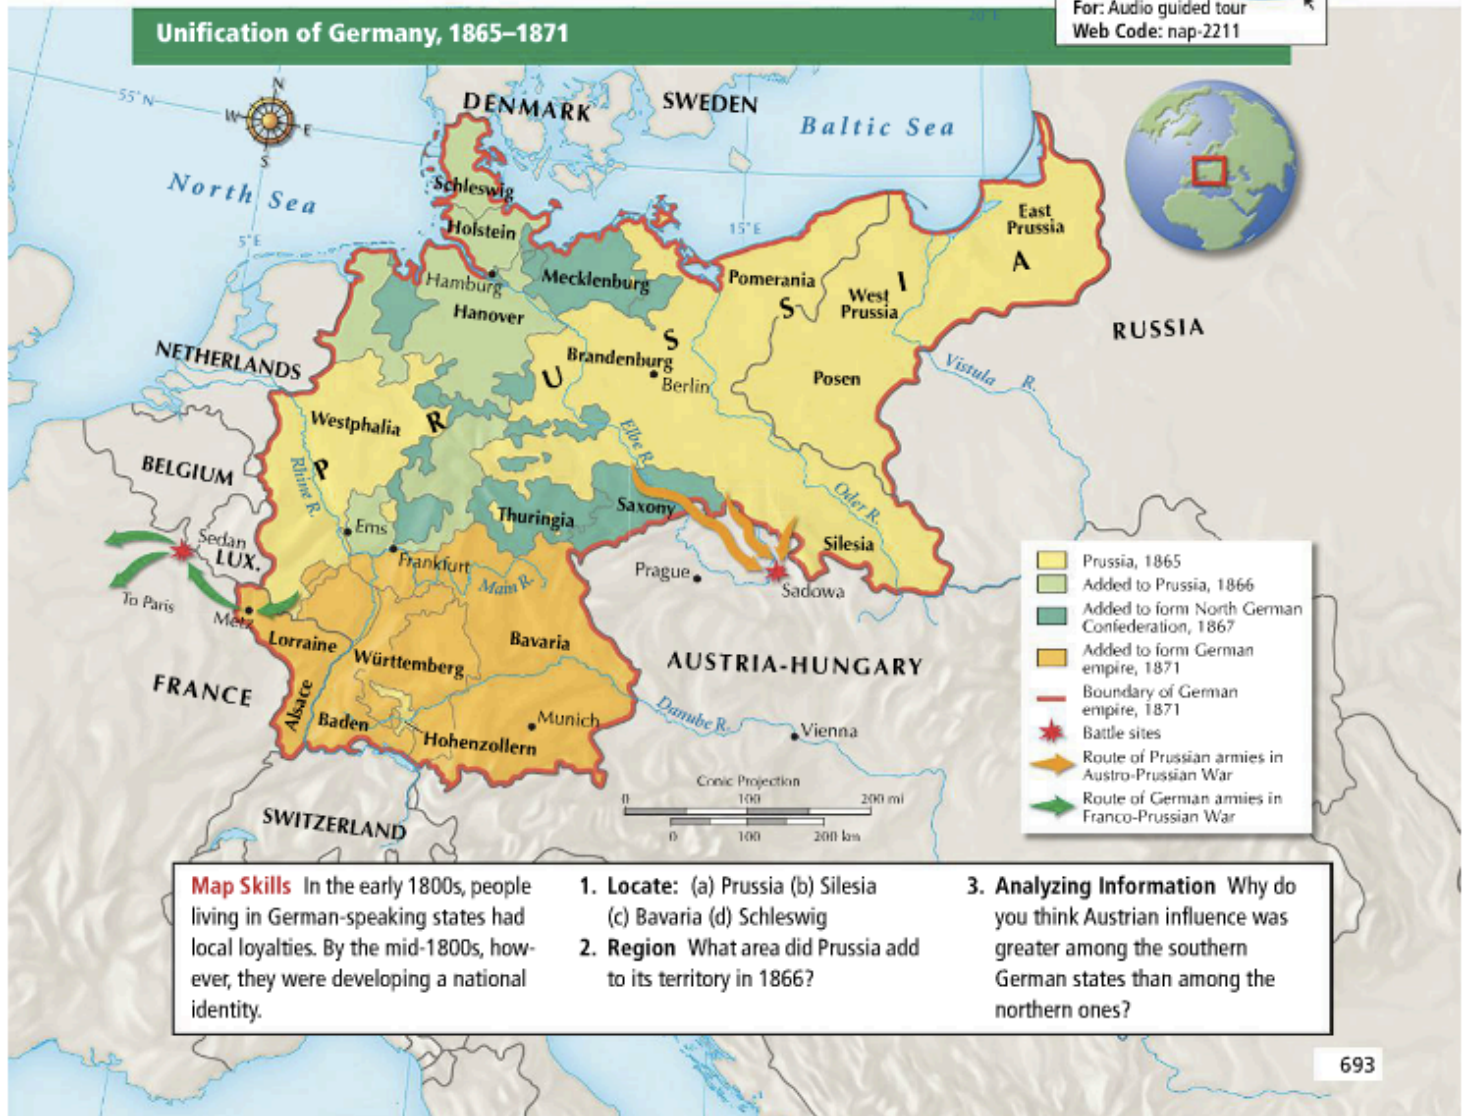 For: Audio guided tour
Web Code: nap-2211
Unification of Germany, 1865–1871
20°E
55°N
N
W
E
S
DENMARK
SWEDEN
Baltic Sea
North Sea
5°E
15°E
Schleswig
Holstein
Hamburg
Mecklenburg
Hanover
East
Prussia
Pomerania
West
Prussia
RUSSIA
NETHERLANDS
Brandenburg
Berlin
Posen
Vistula R.
Westphalia
P R U S S I A
BELGIUM
Rhine R.
Elbe R.
Oder R.
Ems
Thuringia
Saxony
Silesia
Sedan
LUX.
Frankfurt
Main R.
Prague
Sadowa
To Paris
Metz
Lorraine
Württemberg
Bavaria
AUSTRIA-HUNGARY
FRANCE
Alsace
Baden
Hohenzollern
Munich
Danube R.
Vienna
SWITZERLAND
Conic Projection
0 100 200 mi
0 100 200 km
Prussia, 1865
Added to Prussia, 1866
Added to form North German
Confederation, 1867
Added to form German
empire, 1871
Boundary of German
empire, 1871
Battle sites
Route of Prussian armies in
Austro-Prussian War
Route of German armies in
Franco-Prussian War
Map Skills In the early 1800s, people
living in German-speaking states had
local loyalties. By the mid-1800s, how-
ever, they were developing a national
identity.
1. Locate: (a) Prussia (b) Silesia
(c) Bavaria (d) Schleswig
2. Region What area did Prussia add
to its territory in 1866?
3. Analyzing Information Why do
you think Austrian influence was
greater among the southern
German states than among the
northern ones?
693